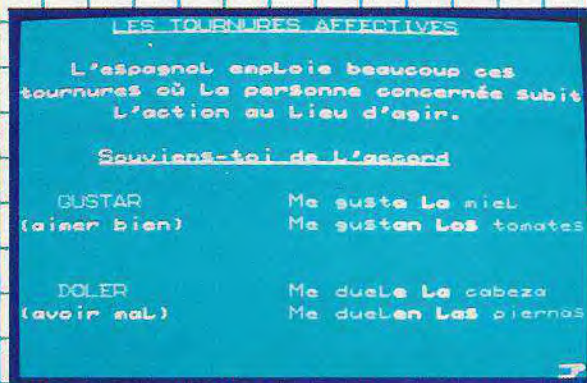 LES TOURNURES AFFECTIVES
L'espagnol emploie beaucoup ces
tournures où la personne concernée subit
L'action au lieu d'agir.
Souviens-toi de l'accord
GUSTAR Me gusta la miel
(aimer bien) Me gustan los tomates
DOLER Me duele la cabeza
(avoir mal) Me duelen las piernas